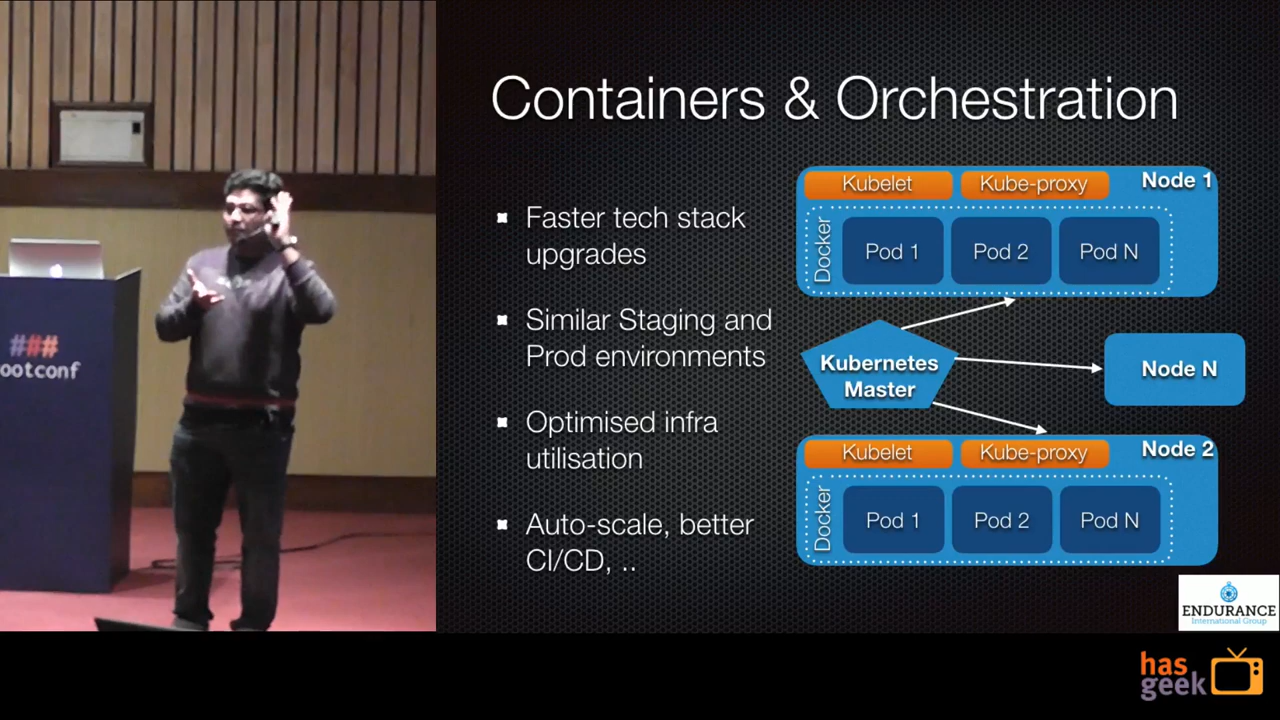 Containers & Orchestration
Faster tech stack
upgrades
Similar Staging and
Prod environments
Optimised infra
utilisation
Auto-scale, better
CI/CD, ..
Kubelet
Kube-proxy
Node 1
Docker
Pod 1
Pod 2
Pod N
Kubernetes
Master
Node N
Kubelet
Kube-proxy
Node 2
Docker
Pod 1
Pod 2
Pod N
###
ootconf
ENDURANCE
International Group
has
geek